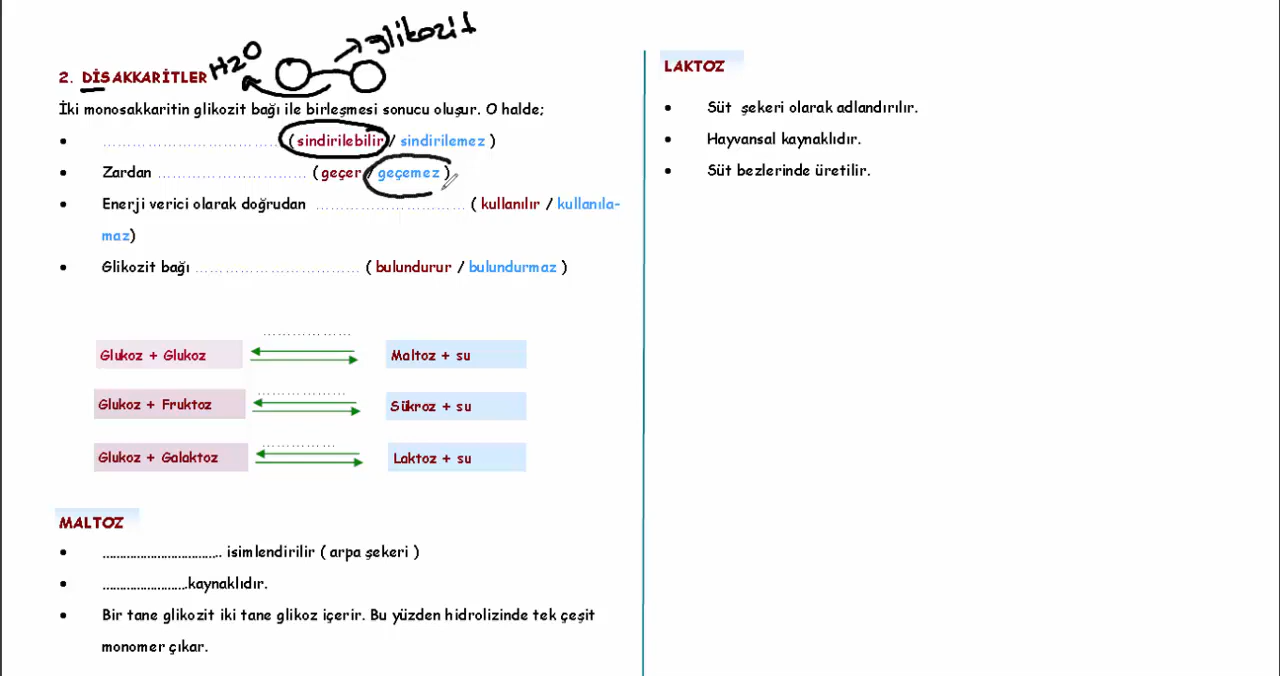 glikozit
H2O
2. DİSAKKARİTLER
İki monosakkaritin glikozit bağı ile birleşmesi sonucu oluşur. O halde;
• ………………………………… ( sindirilebilir / sindirilemez )
• Zardan ………………………… ( geçer / geçemez )
• Enerji verici olarak doğrudan ………………………… ( kullanılır / kullanıla-
maz)
• Glikozit bağı …………………………… ( bulundurur / bulundurmaz )
………………
Glukoz + Glukoz Maltoz + su
………………
Glukoz + Fruktoz Sükroz + su
……………
Glukoz + Galaktoz Laktoz + su
MALTOZ
• …………………………….. isimlendirilir ( arpa şekeri )
• …………………….kaynaklıdır.
• Bir tane glikozit iki tane glikoz içerir. Bu yüzden hidrolizinde tek çeşit
monomer çıkar.
LAKTOZ
• Süt şekeri olarak adlandırılır.
• Hayvansal kaynaklıdır.
• Süt bezlerinde üretilir.